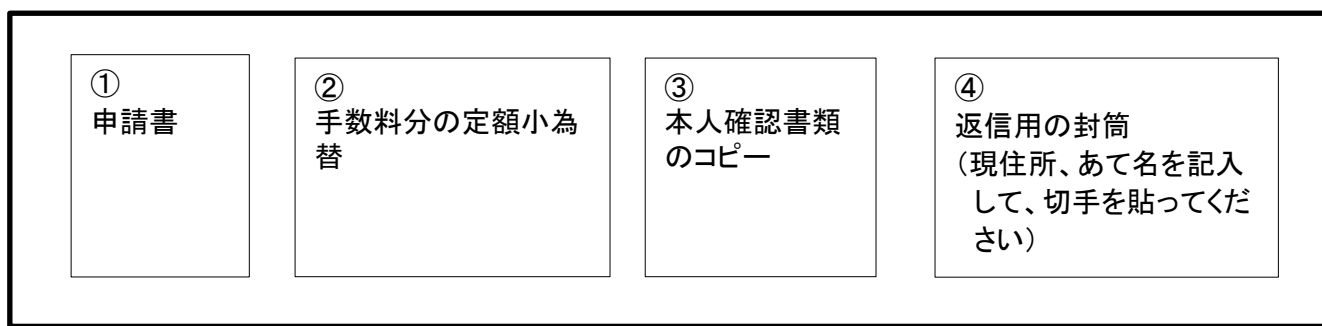 ①
申請書
②
手数料分の定額小為
替
③
本人確認書類
のコピー
④
返信用の封筒
（現住所、あて名を記入
して、切手を貼ってくだ
さい）